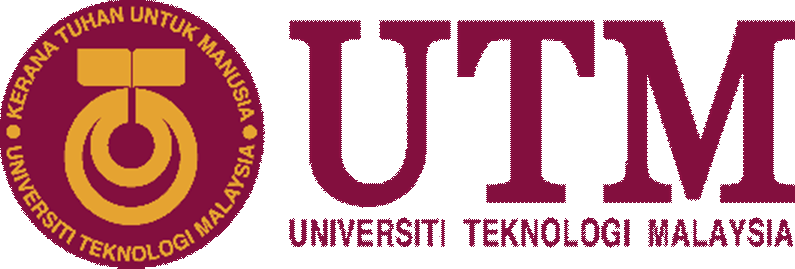 KERANA TUHAN UNTUK MANUSIA
UNIVERSITI TEKNOLOGI MALAYSIA
UTM
UNIVERSITI TEKNOLOGI MALAYSIA